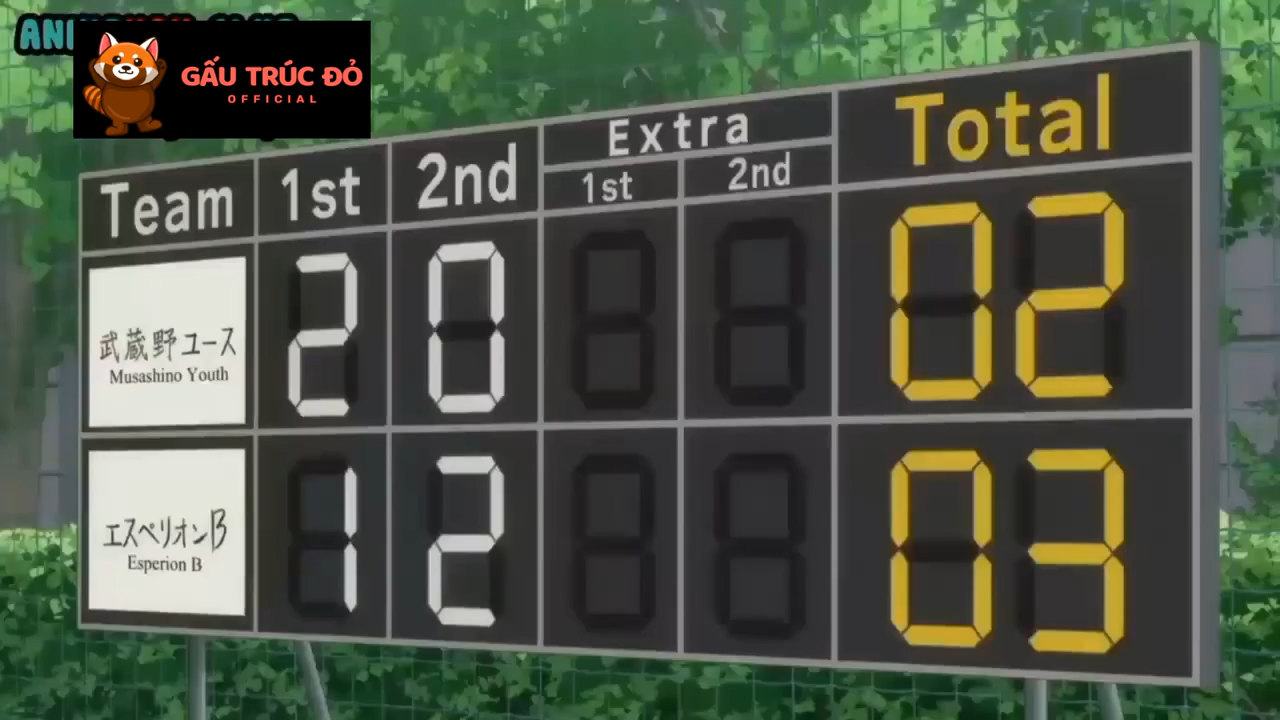 GẤU TRÚC ĐỎ
OFFICIAL
Team 1st 2nd Extra 1st 2nd Total
武蔵野ユース
Musashino Youth
2 0 02
エスペリオンB
Esperion B
1 2 03